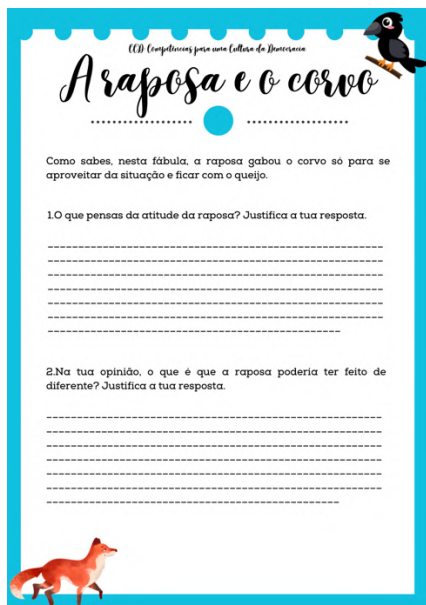 CCD Competências para uma Cultura da Democracia
A raposa e o corvo
Como sabes, nesta fábula, a raposa gabou o corvo só para se
aproveitar da situação e ficar com o queijo.
1.O que pensas da atitude da raposa? Justifica a tua resposta.
2.Na tua opinião, o que é que a raposa poderia ter feito de
diferente? Justifica a tua resposta.